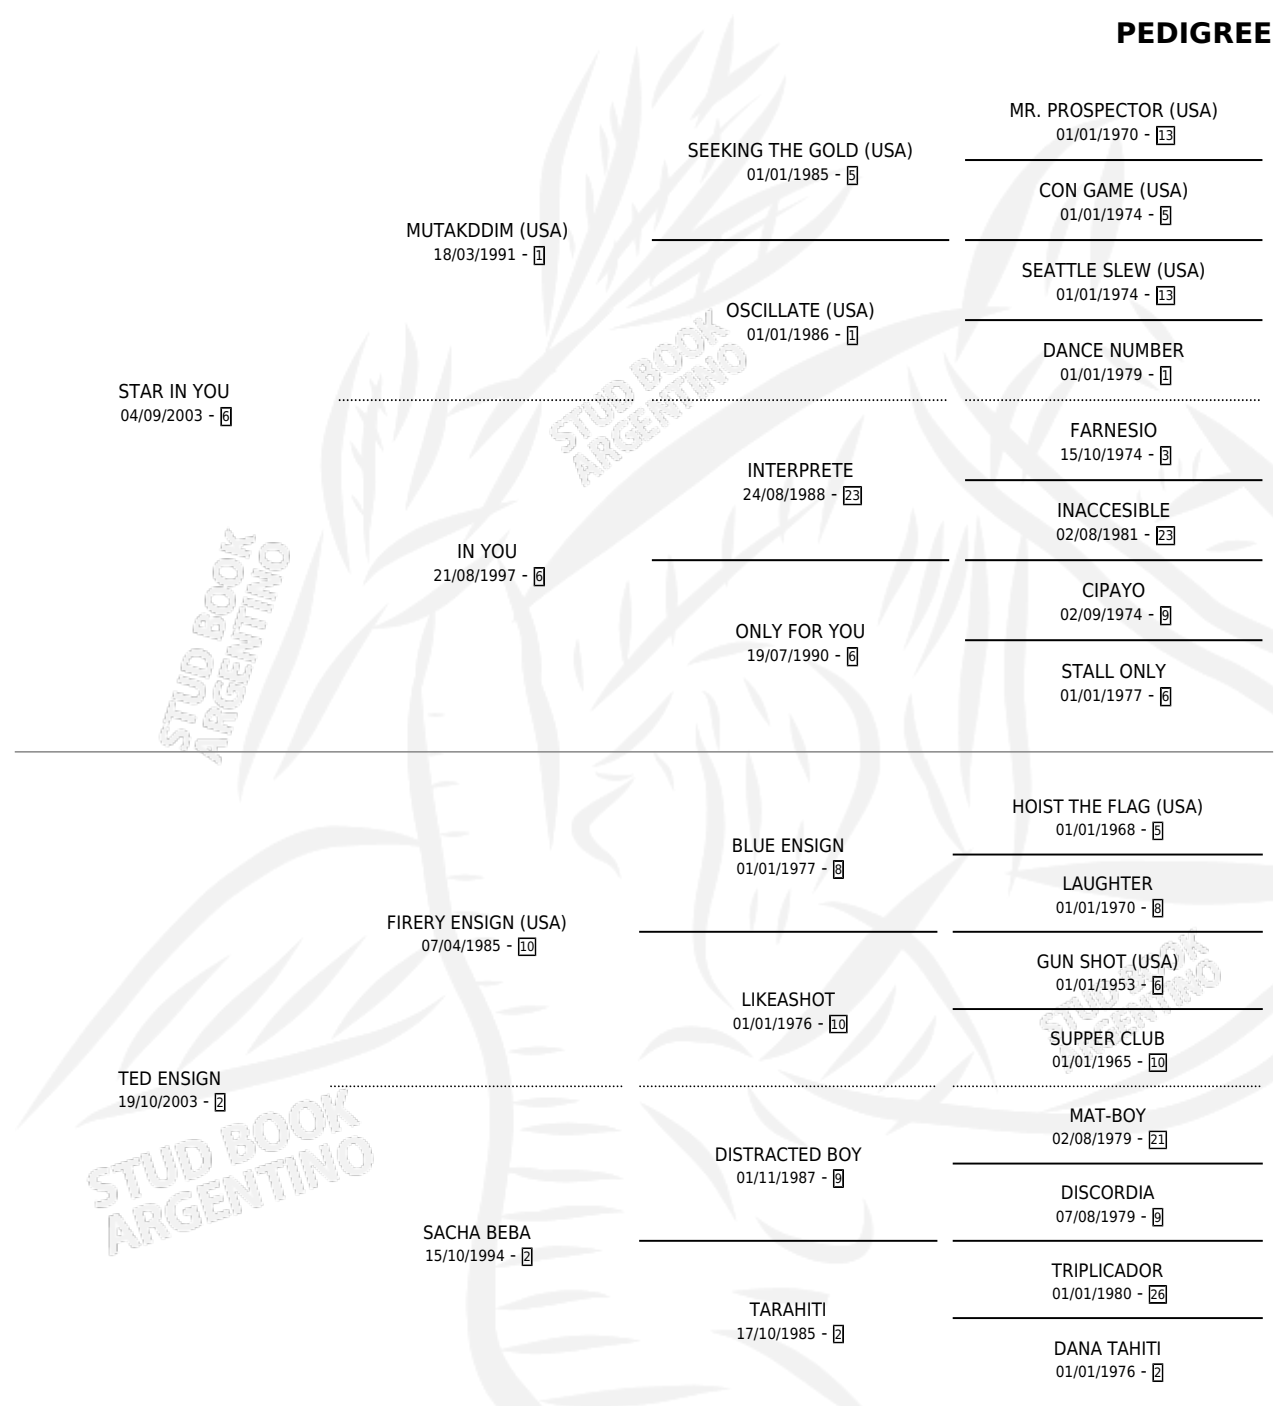 PEDIGREE
MR. PROSPECTOR (USA)
01/01/1970 - 13
SEEKING THE GOLD (USA)
01/01/1985 - 5
CON GAME (USA)
01/01/1974 - 5
MUTAKDDIM (USA)
18/03/1991 - 1
SEATTLE SLEW (USA)
01/01/1974 - 13
OSCILLATE (USA)
01/01/1986 - 1
DANCE NUMBER
01/01/1979 - 1
STAR IN YOU
04/09/2003 - 6
FARNESIO
15/10/1974 - 3
INTERPRETE
24/08/1988 - 23
INACCESIBLE
02/08/1981 - 23
IN YOU
21/08/1997 - 6
CIPAYO
02/09/1974 - 9
ONLY FOR YOU
19/07/1990 - 6
STALL ONLY
01/01/1977 - 6
HOIST THE FLAG (USA)
01/01/1968 - 5
BLUE ENSIGN
01/01/1977 - 8
LAUGHTER
01/01/1970 - 8
FIRERY ENSIGN (USA)
07/04/1985 - 10
GUN SHOT (USA)
01/01/1953 - 6
LIKEASHOT
01/01/1976 - 10
SUPPER CLUB
01/01/1965 - 10
TED ENSIGN
19/10/2003 - 2
MAT-BOY
02/08/1979 - 21
DISTRACTED BOY
01/11/1987 - 9
DISCORDIA
07/08/1979 - 9
SACHA BEBA
15/10/1994 - 2
TRIPLICADOR
01/01/1980 - 26
TARAHITI
17/10/1985 - 2
DANA TAHITI
01/01/1976 - 2
STUD BOOK
ARGENTINO
STUD BOOK
ARGENTINO
STUD BOOK
ARGENTINO
STUD BOOK
ARGENTINO